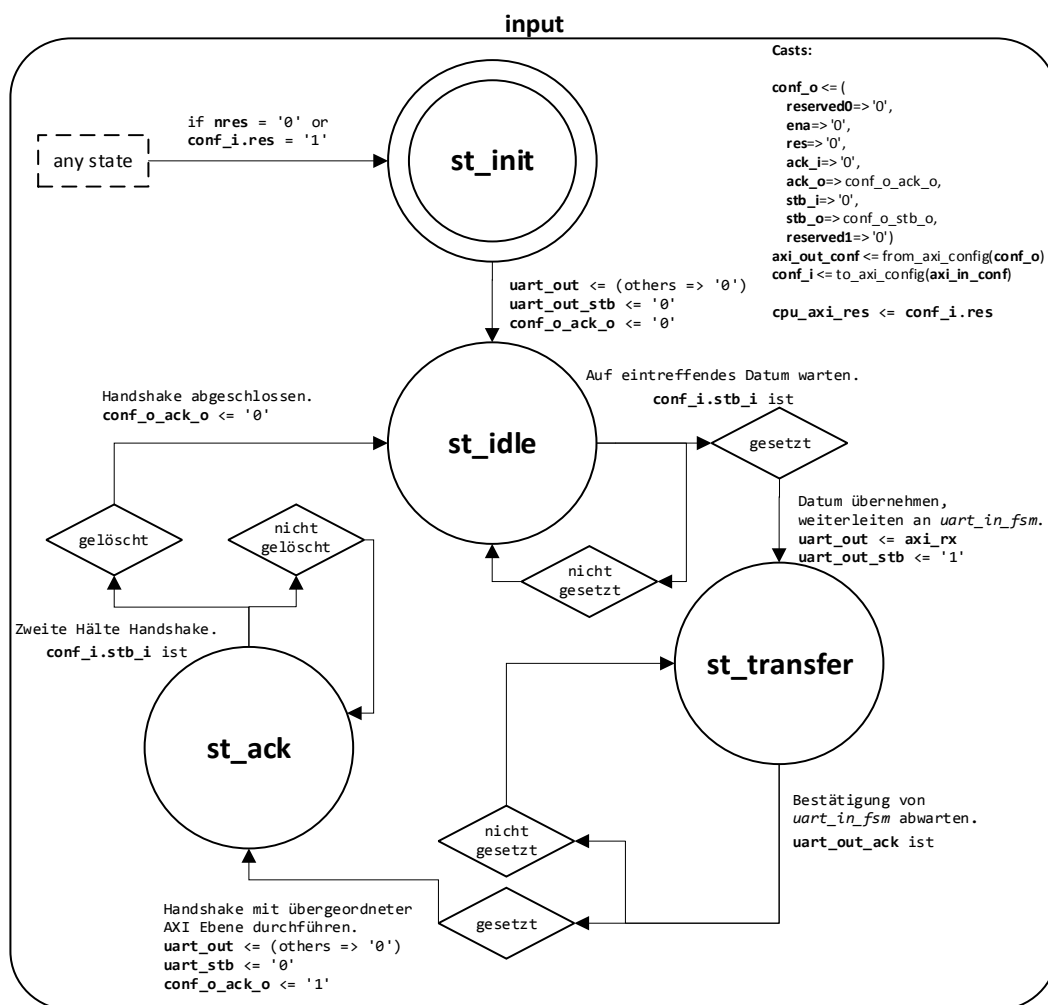 input
Casts:
conf_o <= (
reserved0=> '0',
ena=> '0',
res=> '0',
ack_i=> '0',
ack_o=> conf_o_ack_o,
stb_i=> '0',
stb_o=> conf_o_stb_o,
reserved1=> '0')
axi_out_conf <= from_axi_config(conf_o)
conf_i <= to_axi_config(axi_in_conf)
cpu_axi_res <= conf_i.res
if nres = '0' or
conf_i.res = '1'
any state
st_init
uart_out <= (others => '0')
uart_out_stb <= '0'
conf_o_ack_o <= '0'
Handshake abgeschlossen.
conf_o_ack_o <= '0'
st_idle
Auf eintreffendes Datum warten.
conf_i.stb_i ist
gesetzt
nicht
gesetzt
Datum übernehmen,
weiterleiten an uart_in_fsm.
uart_out <= axi_rx
uart_out_stb <= '1'
gelöscht
nicht
gelöscht
Zweite Hälte Handshake.
conf_i.stb_i ist
st_ack
st_transfer
Bestätigung von
uart_in_fsm abwarten.
uart_out_ack ist
nicht
gesetzt
gesetzt
Handshake mit übergeordneter
AXI Ebene durchführen.
uart_out <= (others => '0')
uart_stb <= '0'
conf_o_ack_o <= '1'